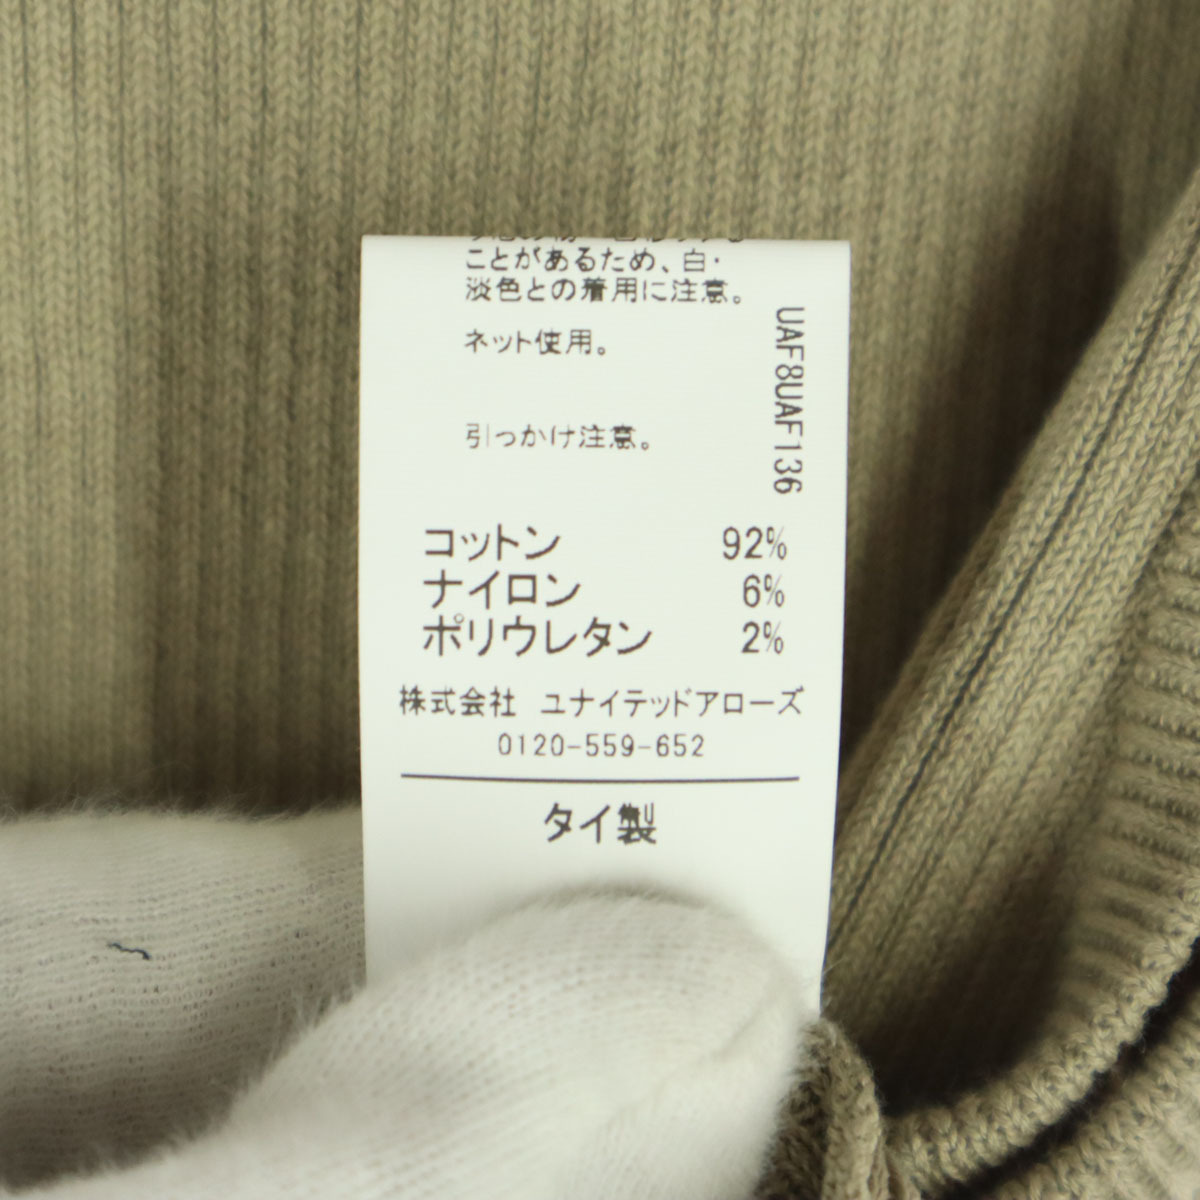 ことがあるため、白・
淡色との着用に注意。
ネット使用。
引っかけ注意。
UAF8UAF136
コットン 92%
ナイロン 6%
ポリウレタン 2%
株式会社 ユナイテッドアローズ
0120-559-652
タイ製